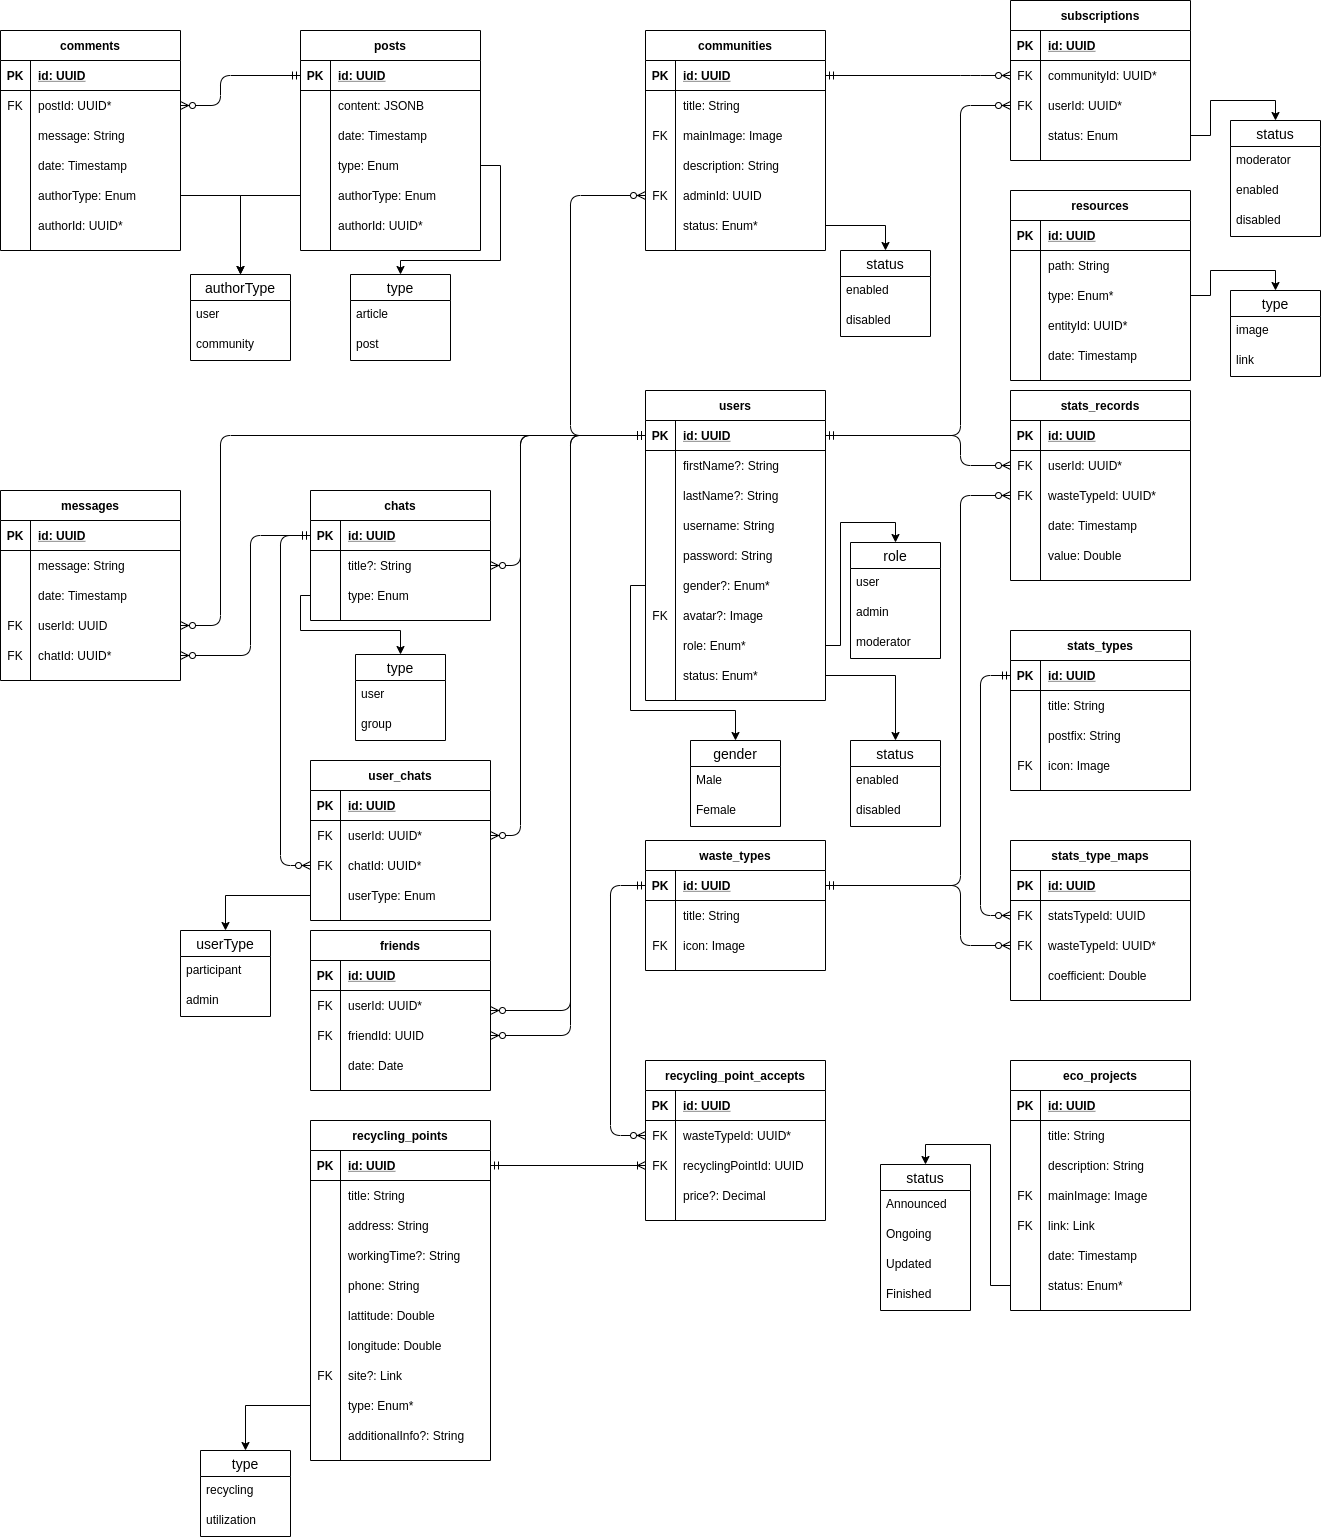 comments
PK id: UUID
FK postId: UUID*
message: String
date: Timestamp
authorType: Enum
authorId: UUID*
posts
PK id: UUID
content: JSONB
date: Timestamp
type: Enum
authorType: Enum
authorId: UUID*
authorType
user
community
type
article
post
communities
PK id: UUID
title: String
FK mainImage: Image
description: String
FK adminId: UUID
status: Enum*
status
enabled
disabled
subscriptions
PK id: UUID
FK communityId: UUID*
FK userId: UUID*
status: Enum
status
moderator
enabled
disabled
resources
PK id: UUID
path: String
type: Enum*
entityId: UUID*
date: Timestamp
type
image
link
users
PK id: UUID
firstName?: String
lastName?: String
username: String
password: String
gender?: Enum*
FK avatar?: Image
role: Enum*
status: Enum*
role
user
admin
moderator
gender
Male
Female
status
enabled
disabled
stats_records
PK id: UUID
FK userId: UUID*
FK wasteTypeId: UUID*
date: Timestamp
value: Double
messages
PK id: UUID
message: String
date: Timestamp
FK userId: UUID
FK chatId: UUID*
chats
PK id: UUID
title?: String
type: Enum
type
user
group
user_chats
PK id: UUID
FK userId: UUID*
FK chatId: UUID*
userType: Enum
userType
participant
admin
friends
PK id: UUID
FK userId: UUID*
FK friendId: UUID
date: Date
stats_types
PK id: UUID
title: String
postfix: String
FK icon: Image
waste_types
PK id: UUID
title: String
FK icon: Image
stats_type_maps
PK id: UUID
FK statsTypeId: UUID
FK wasteTypeId: UUID*
coefficient: Double
recycling_points
PK id: UUID
title: String
address: String
workingTime?: String
phone: String
lattitude: Double
longitude: Double
FK site?: Link
type: Enum*
additionalInfo?: String
type
recycling
utilization
recycling_point_accepts
PK id: UUID
FK wasteTypeId: UUID*
FK recyclingPointId: UUID
price?: Decimal
eco_projects
PK id: UUID
title: String
description: String
FK mainImage: Image
FK link: Link
date: Timestamp
status: Enum*
status
Announced
Ongoing
Updated
Finished